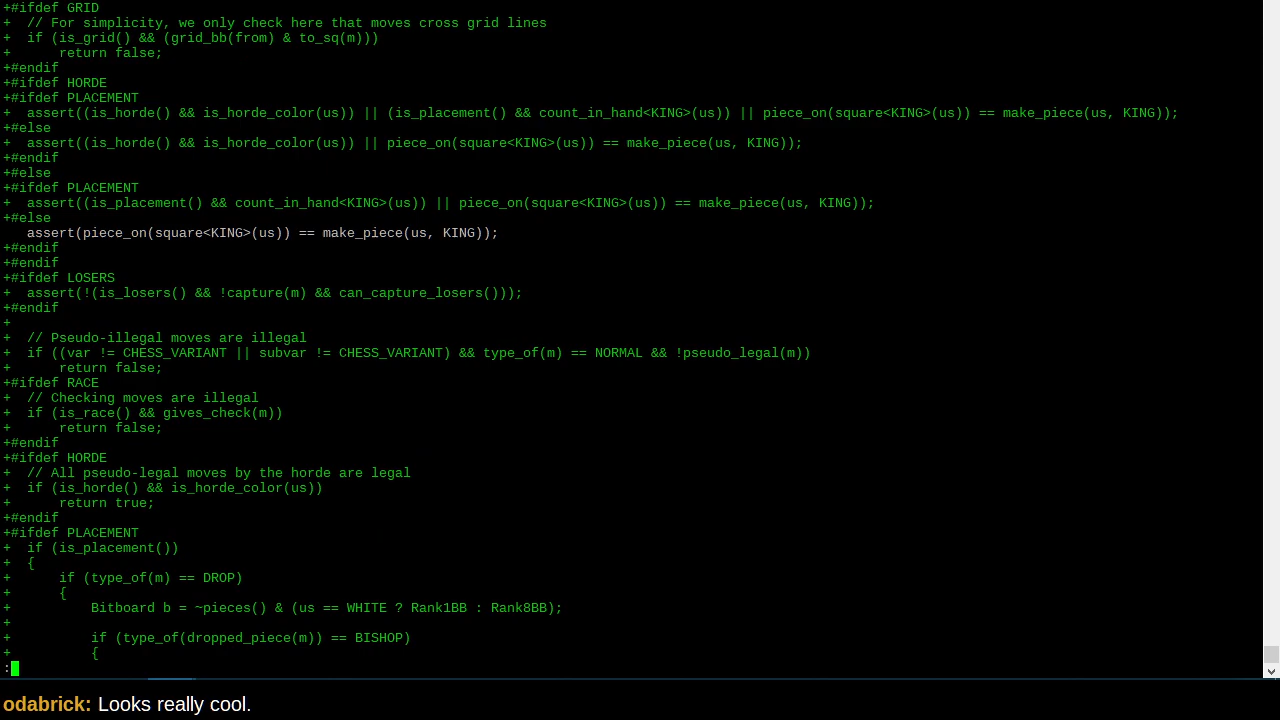 +#ifdef GRID
+  // For simplicity, we only check here that moves cross grid lines
+  if (is_grid() && (grid_bb(from) & to_sq(m)))
+      return false;
+#endif
+#ifdef HORDE
+#ifdef PLACEMENT
+  assert((is_horde() && is_horde_color(us)) || (is_placement() && count_in_hand<KING>(us)) || piece_on(square<KING>(us)) == make_piece(us, KING));
+#else
+  assert((is_horde() && is_horde_color(us)) || piece_on(square<KING>(us)) == make_piece(us, KING));
+#endif
+#else
+#ifdef PLACEMENT
+  assert((is_placement() && count_in_hand<KING>(us)) || piece_on(square<KING>(us)) == make_piece(us, KING));
+#else
   assert(piece_on(square<KING>(us)) == make_piece(us, KING));
+#endif
+#endif
+#ifdef LOSERS
+  assert(!(is_losers() && !capture(m) && can_capture_losers()));
+#endif
+
+  // Pseudo-illegal moves are illegal
+  if ((var != CHESS_VARIANT || subvar != CHESS_VARIANT) && type_of(m) == NORMAL && !pseudo_legal(m))
+      return false;
+#ifdef RACE
+  // Checking moves are illegal
+  if (is_race() && gives_check(m))
+      return false;
+#endif
+#ifdef HORDE
+  // All pseudo-legal moves by the horde are legal
+  if (is_horde() && is_horde_color(us))
+      return true;
+#endif
+#ifdef PLACEMENT
+  if (is_placement())
+  {
+      if (type_of(m) == DROP)
+      {
+          Bitboard b = ~pieces() & (us == WHITE ? Rank1BB : Rank8BB);
+
+          if (type_of(dropped_piece(m)) == BISHOP)
+          {
:
odabrick: Looks really cool.